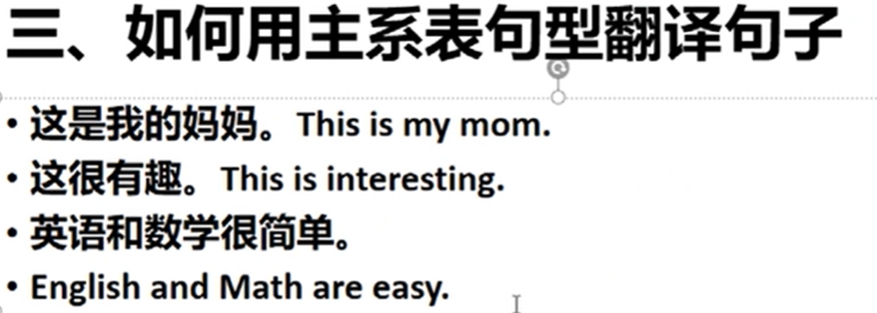 三、如何用主系表句型翻译句子
• 这是我的妈妈。This is my mom.
• 这很有趣。This is interesting.
• 英语和数学很简单。
• English and Math are easy.